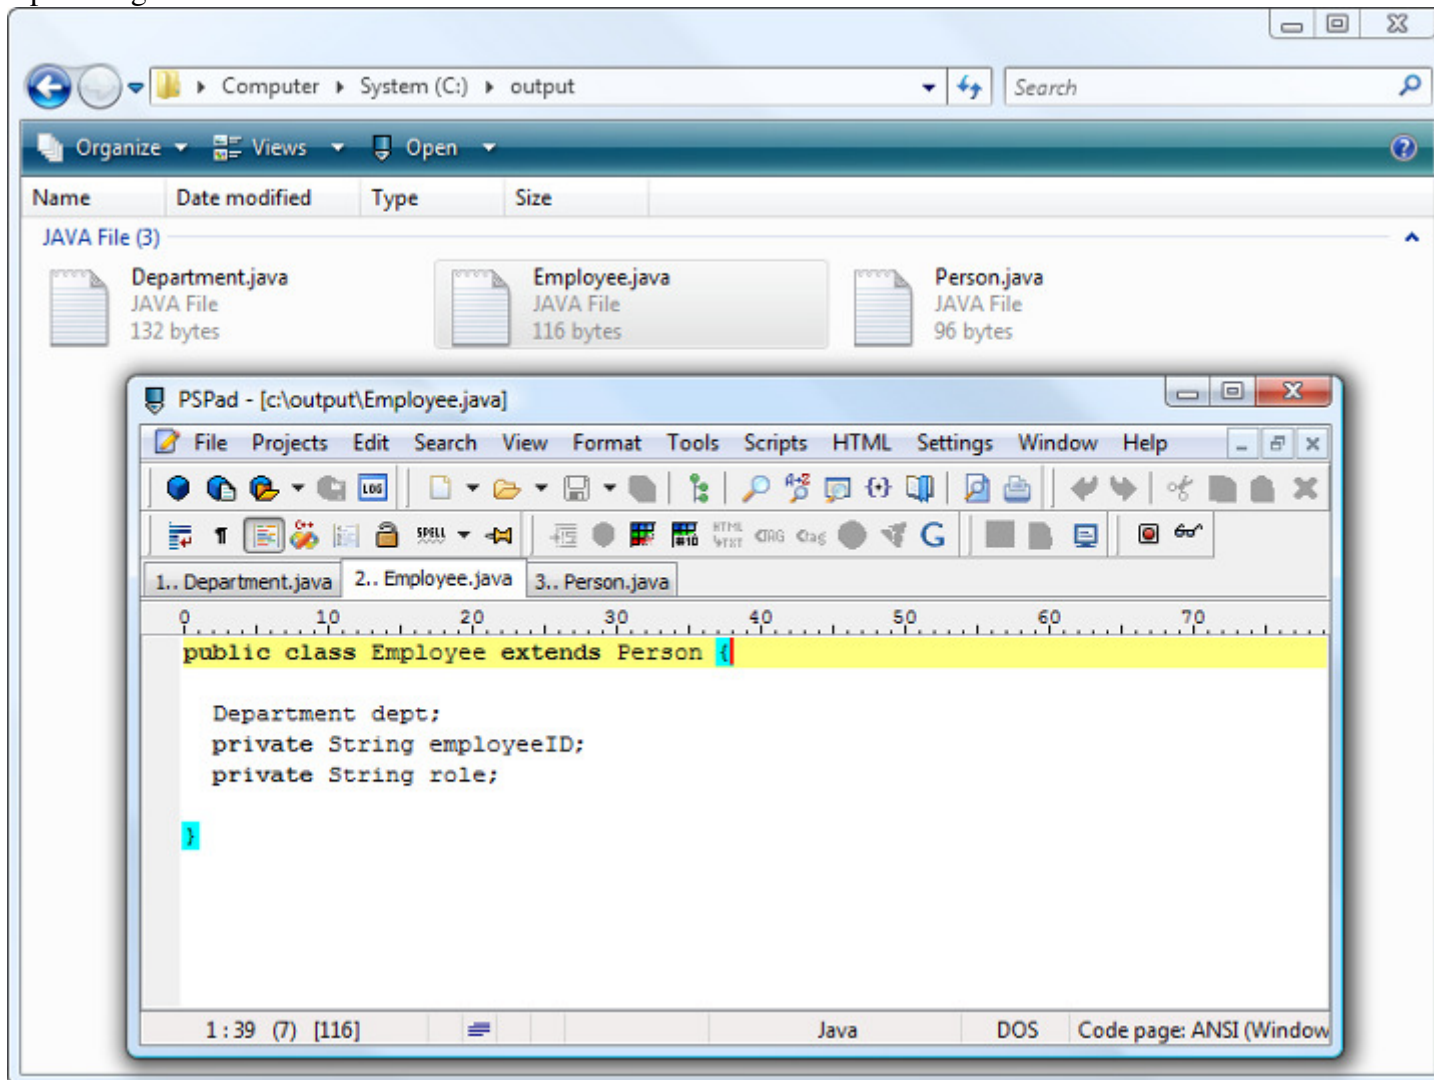 Computer System (C:) output Search
Organize Views Open
Name Date modified Type Size
JAVA File (3)
Department.java
JAVA File
132 bytes
Employee.java
JAVA File
116 bytes
Person.java
JAVA File
96 bytes
PSPad - [c:\output\Employee.java]
File Projects Edit Search View Format Tools Scripts HTML Settings Window Help
LOG
SPELL
1.. Department.java 2.. Employee.java 3.. Person.java
0 10 20 30 40 50 60 70
public class Employee extends Person {
Department dept;
private String employeeID;
private String role;
}
1 : 39 (7) [116] Java DOS Code page: ANSI (Window